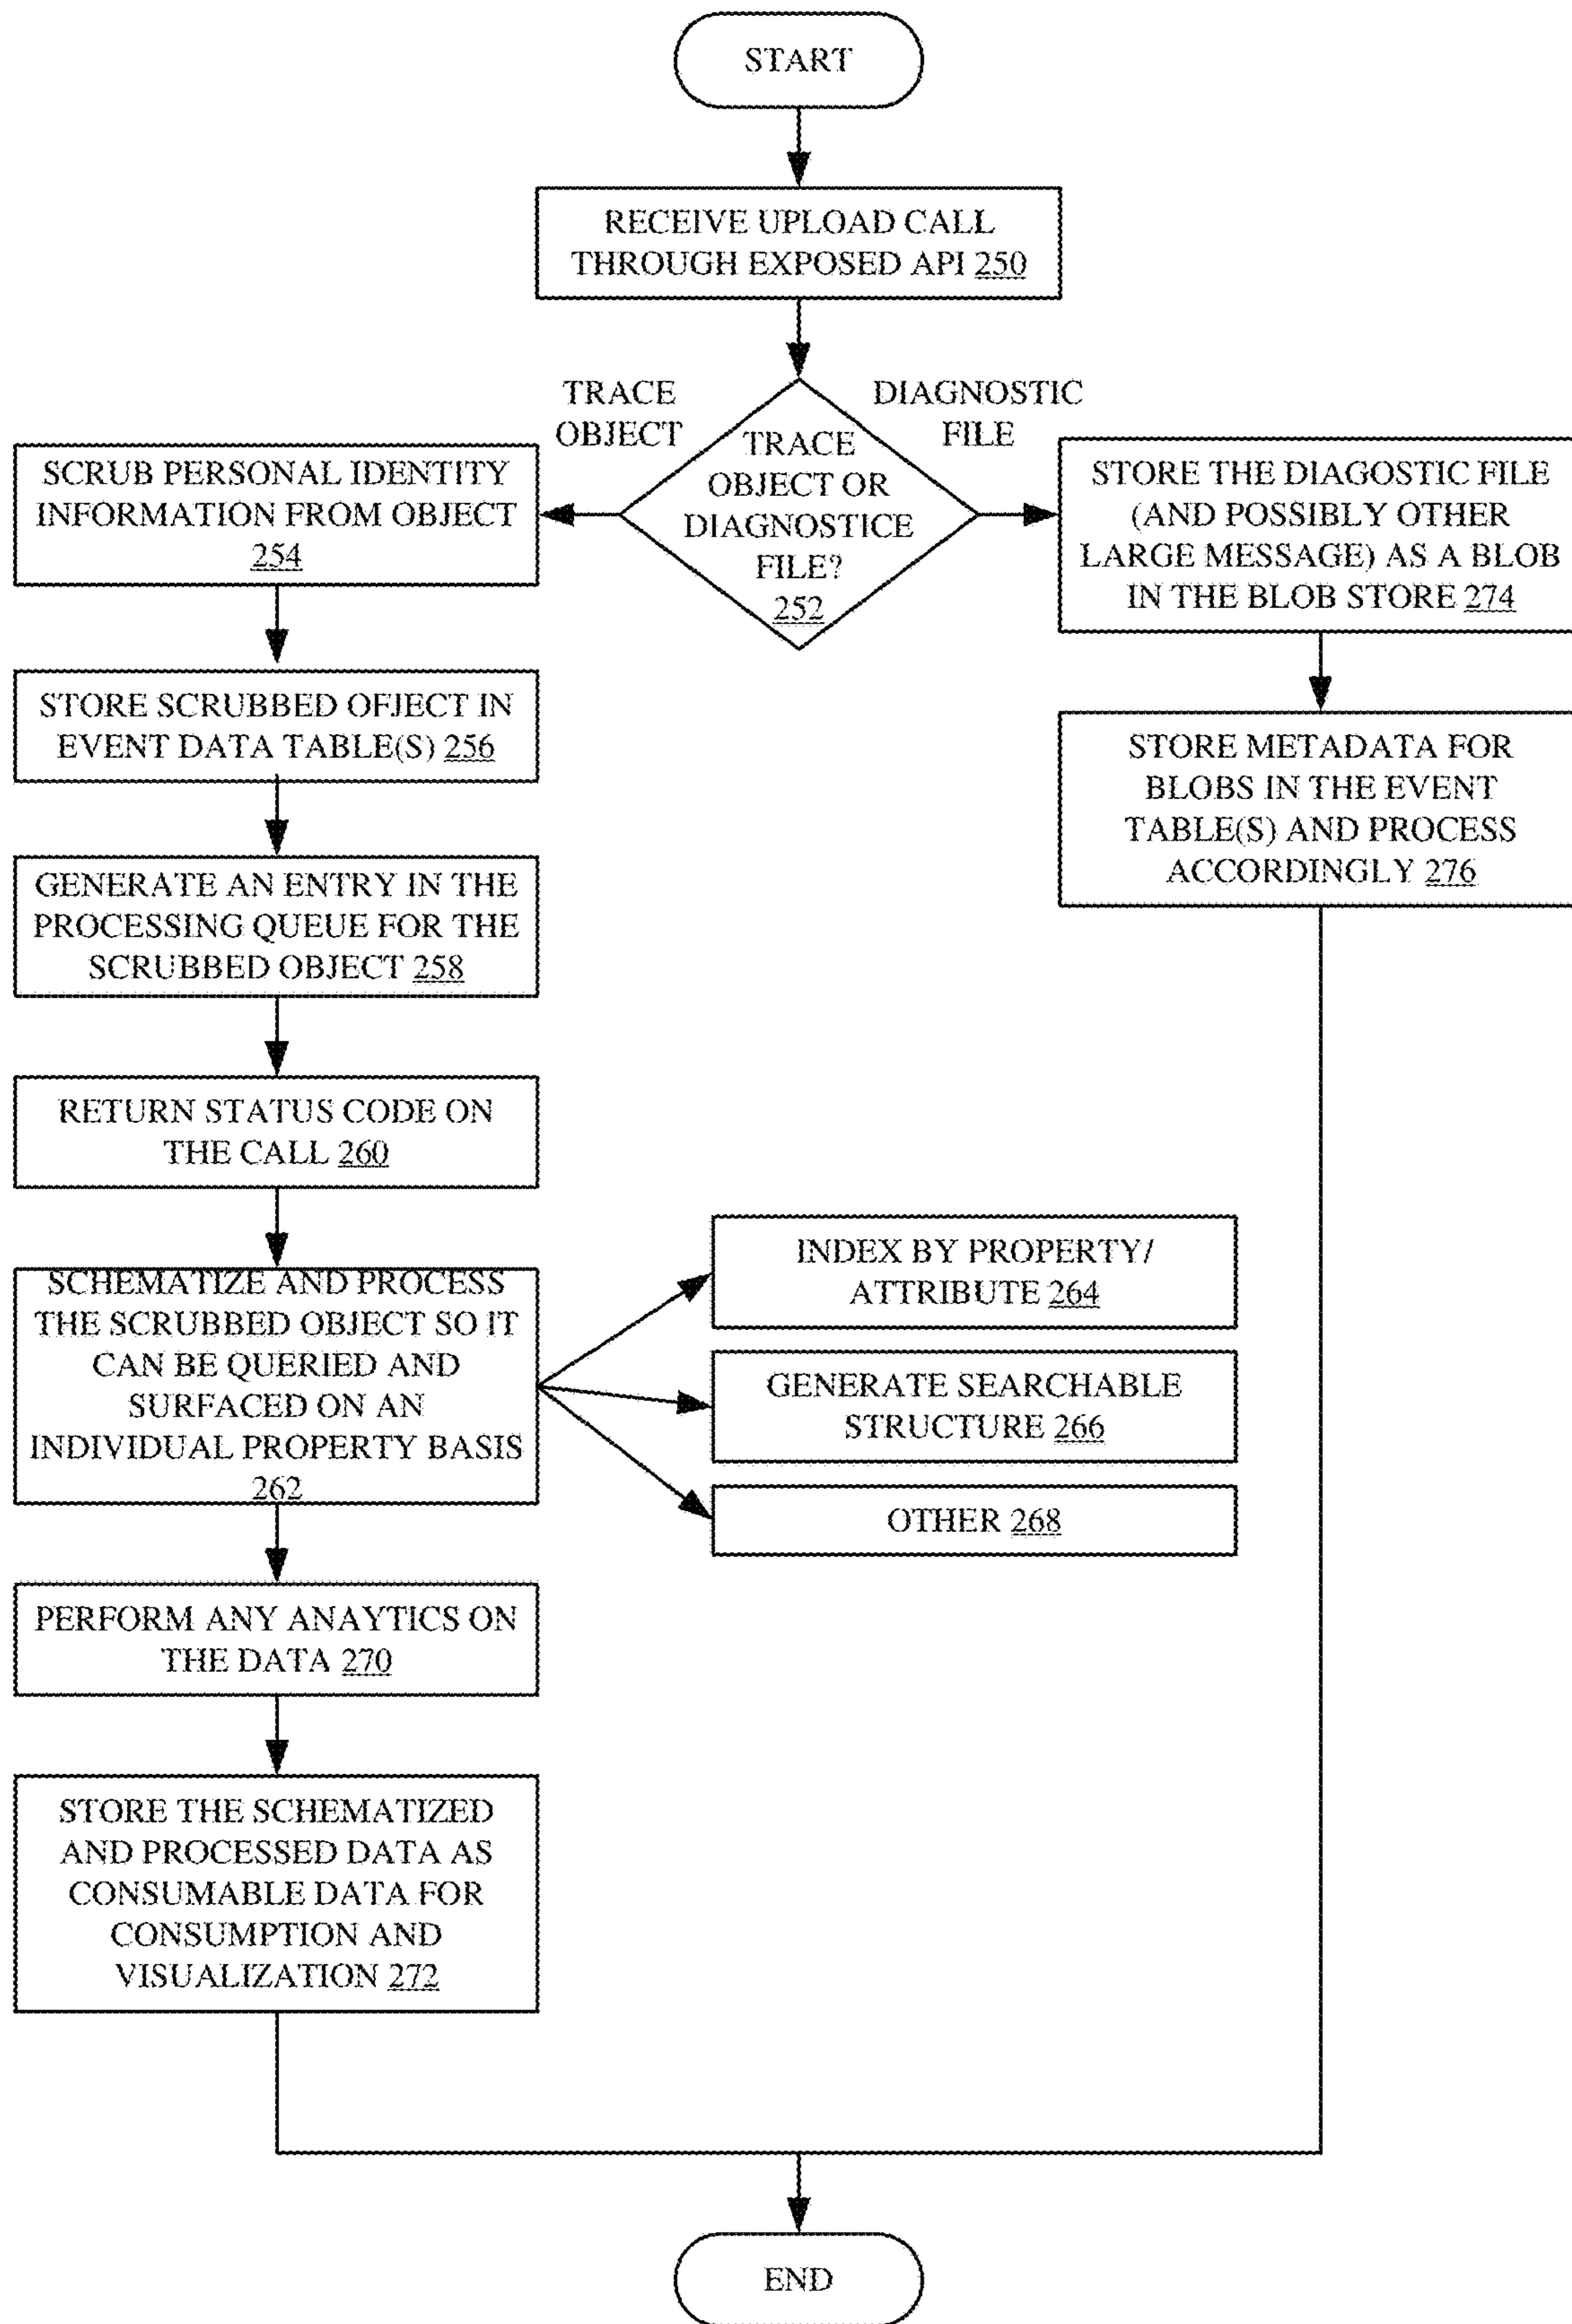 START
RECEIVE UPLOAD CALL
THROUGH EXPOSED API 250
TRACE
OBJECT
DIAGNOSTIC
FILE
TRACE
OBJECT OR
DIAGNOSTICE
FILE?
252
SCRUB PERSONAL IDENTITY
INFORMATION FROM OBJECT
254
STORE THE DIAGOSTIC FILE
(AND POSSIBLY OTHER
LARGE MESSAGE) AS A BLOB
IN THE BLOB STORE 274
STORE SCRUBBED OFJECT IN
EVENT DATA TABLE(S) 256
STORE METADATA FOR
BLOBS IN THE EVENT
TABLE(S) AND PROCESS
ACCORDINGLY 276
GENERATE AN ENTRY IN THE
PROCESSING QUEUE FOR THE
SCRUBBED OBJECT 258
RETURN STATUS CODE ON
THE CALL 260
SCHEMATIZE AND PROCESS
THE SCRUBBED OBJECT SO IT
CAN BE QUERIED AND
SURFACED ON AN
INDIVIDUAL PROPERTY BASIS
262
INDEX BY PROPERTY/
ATTRIBUTE 264
GENERATE SEARCHABLE
STRUCTURE 266
OTHER 268
PERFORM ANY ANAYTICS ON
THE DATA 270
STORE THE SCHEMATIZED
AND PROCESSED DATA AS
CONSUMABLE DATA FOR
CONSUMPTION AND
VISUALIZATION 272
END